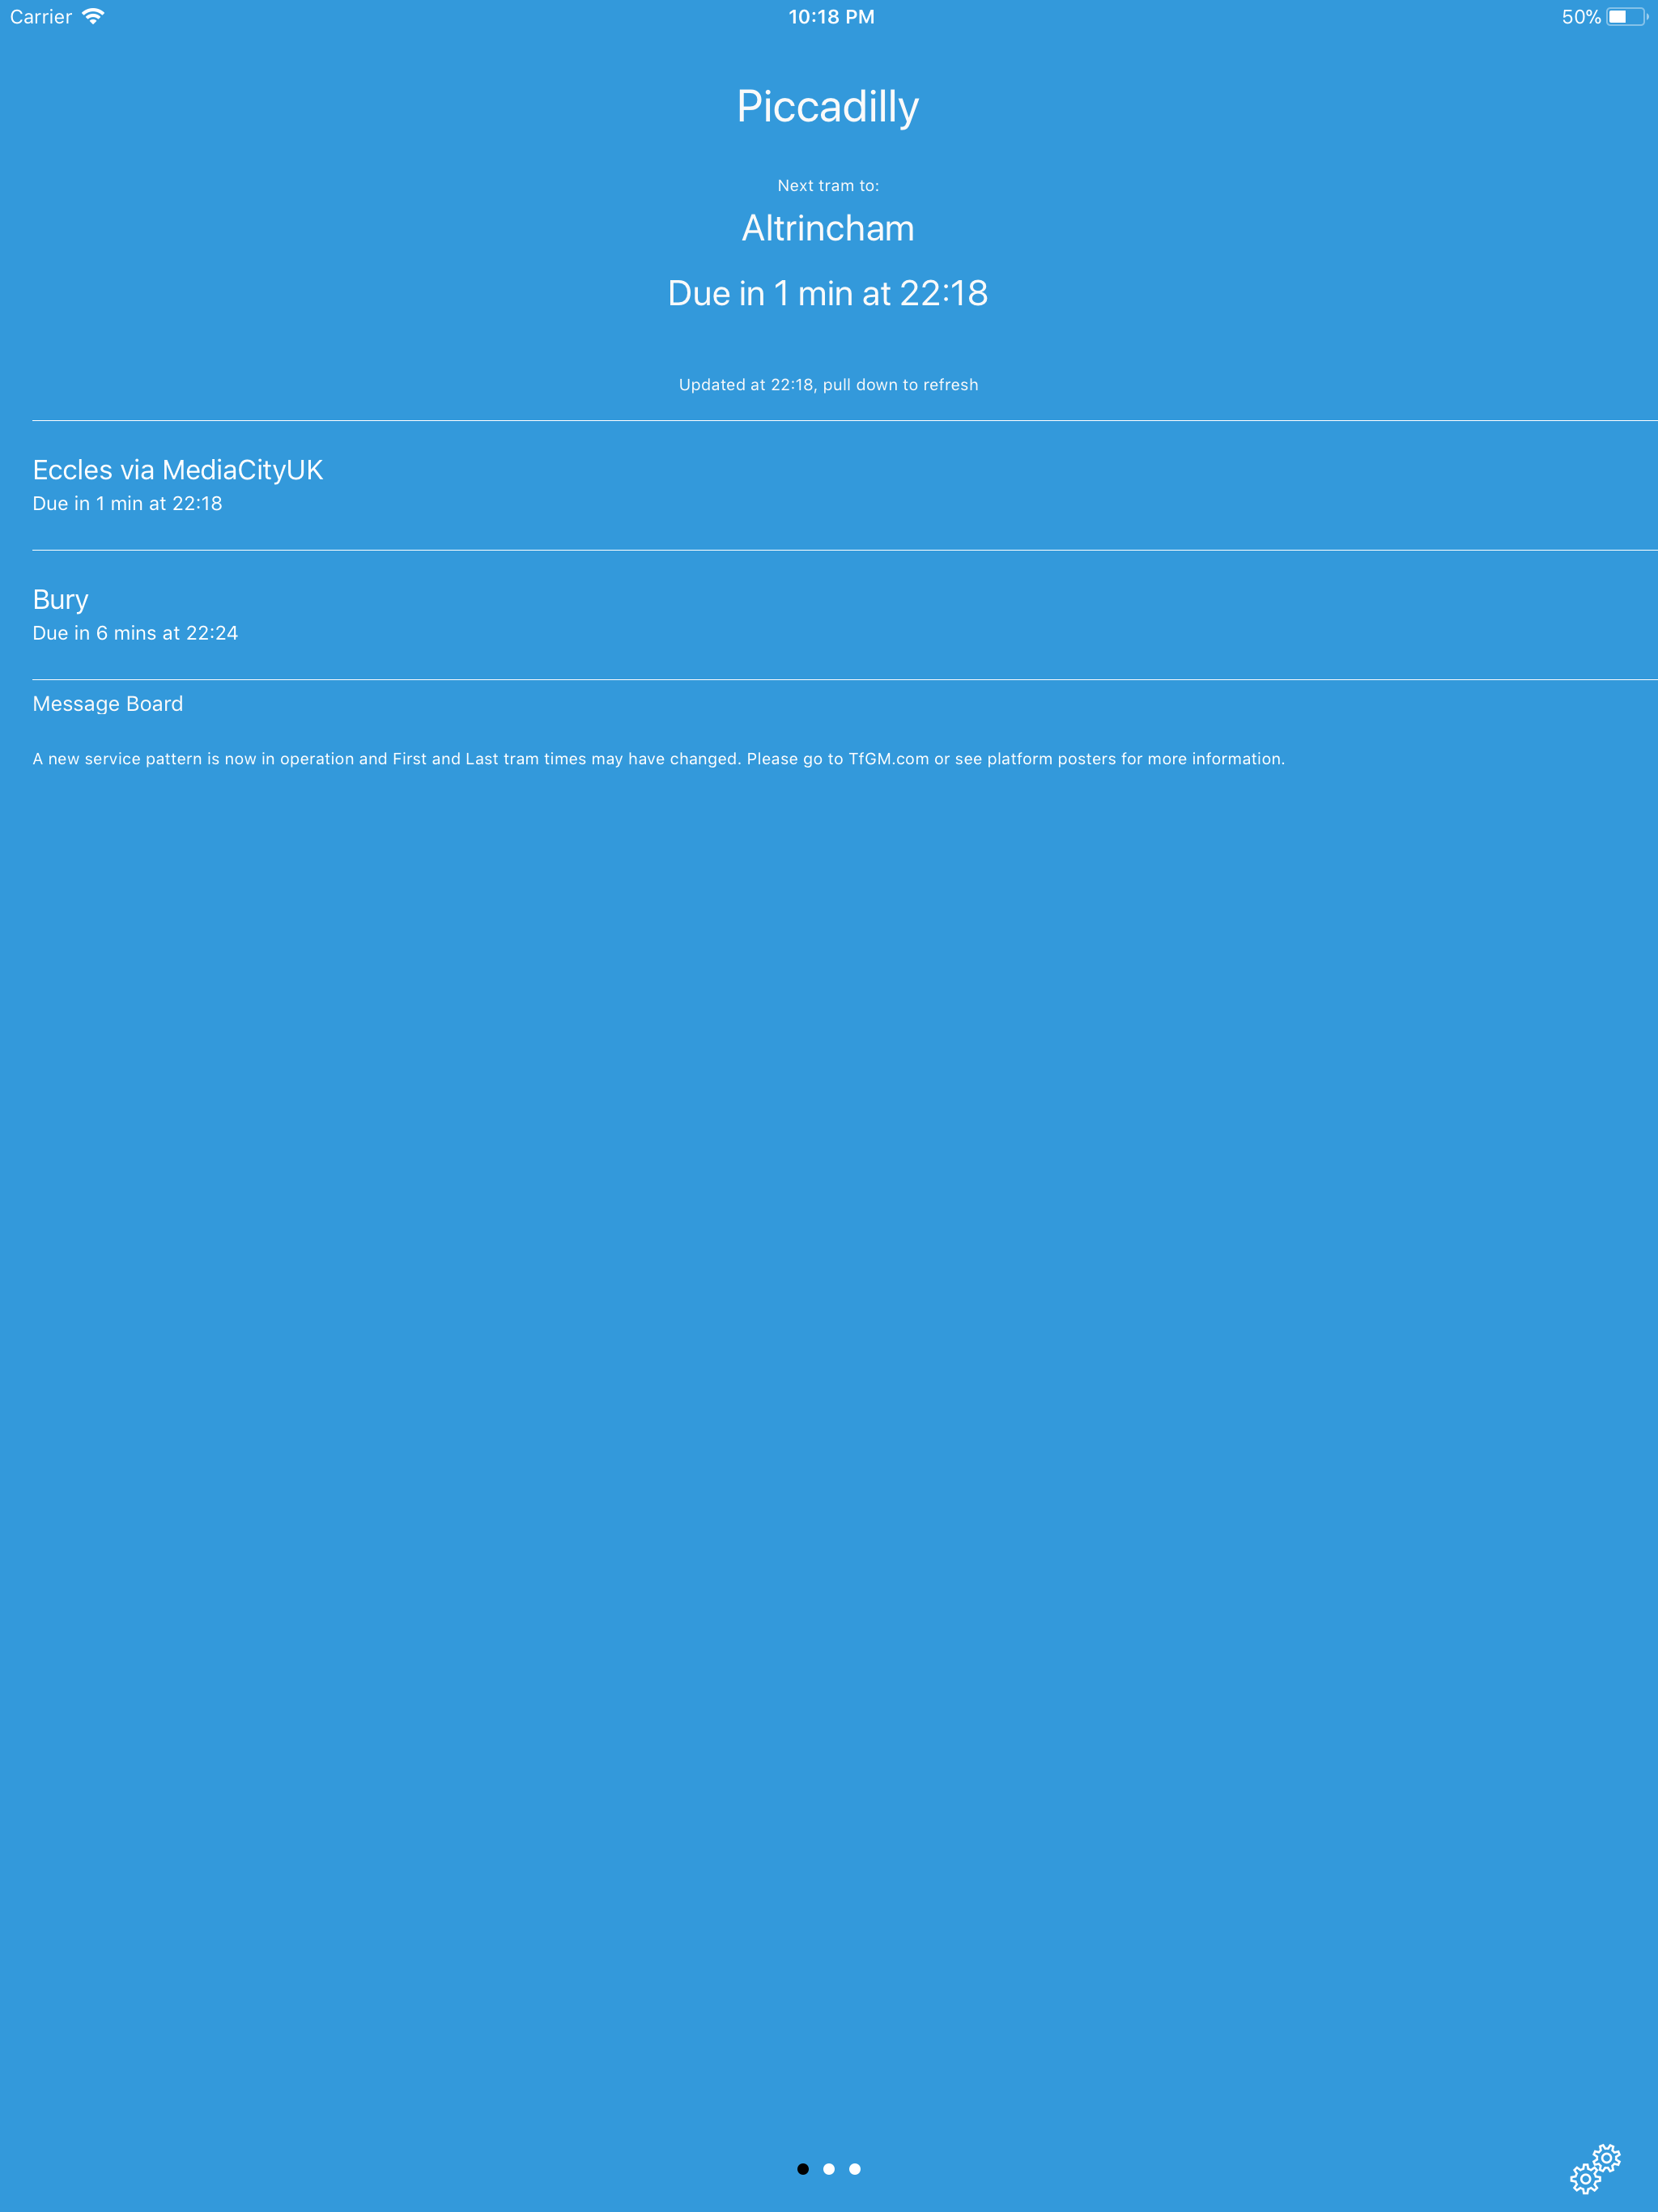 Carrier
10:18 PM
50%
Piccadilly
Next tram to:
Altrincham
Due in 1 min at 22:18
Updated at 22:18, pull down to refresh
Eccles via MediaCityUK
Due in 1 min at 22:18
Bury
Due in 6 mins at 22:24
Message Board
A new service pattern is now in operation and First and Last tram times may have changed. Please go to TfGM.com or see platform posters for more information.